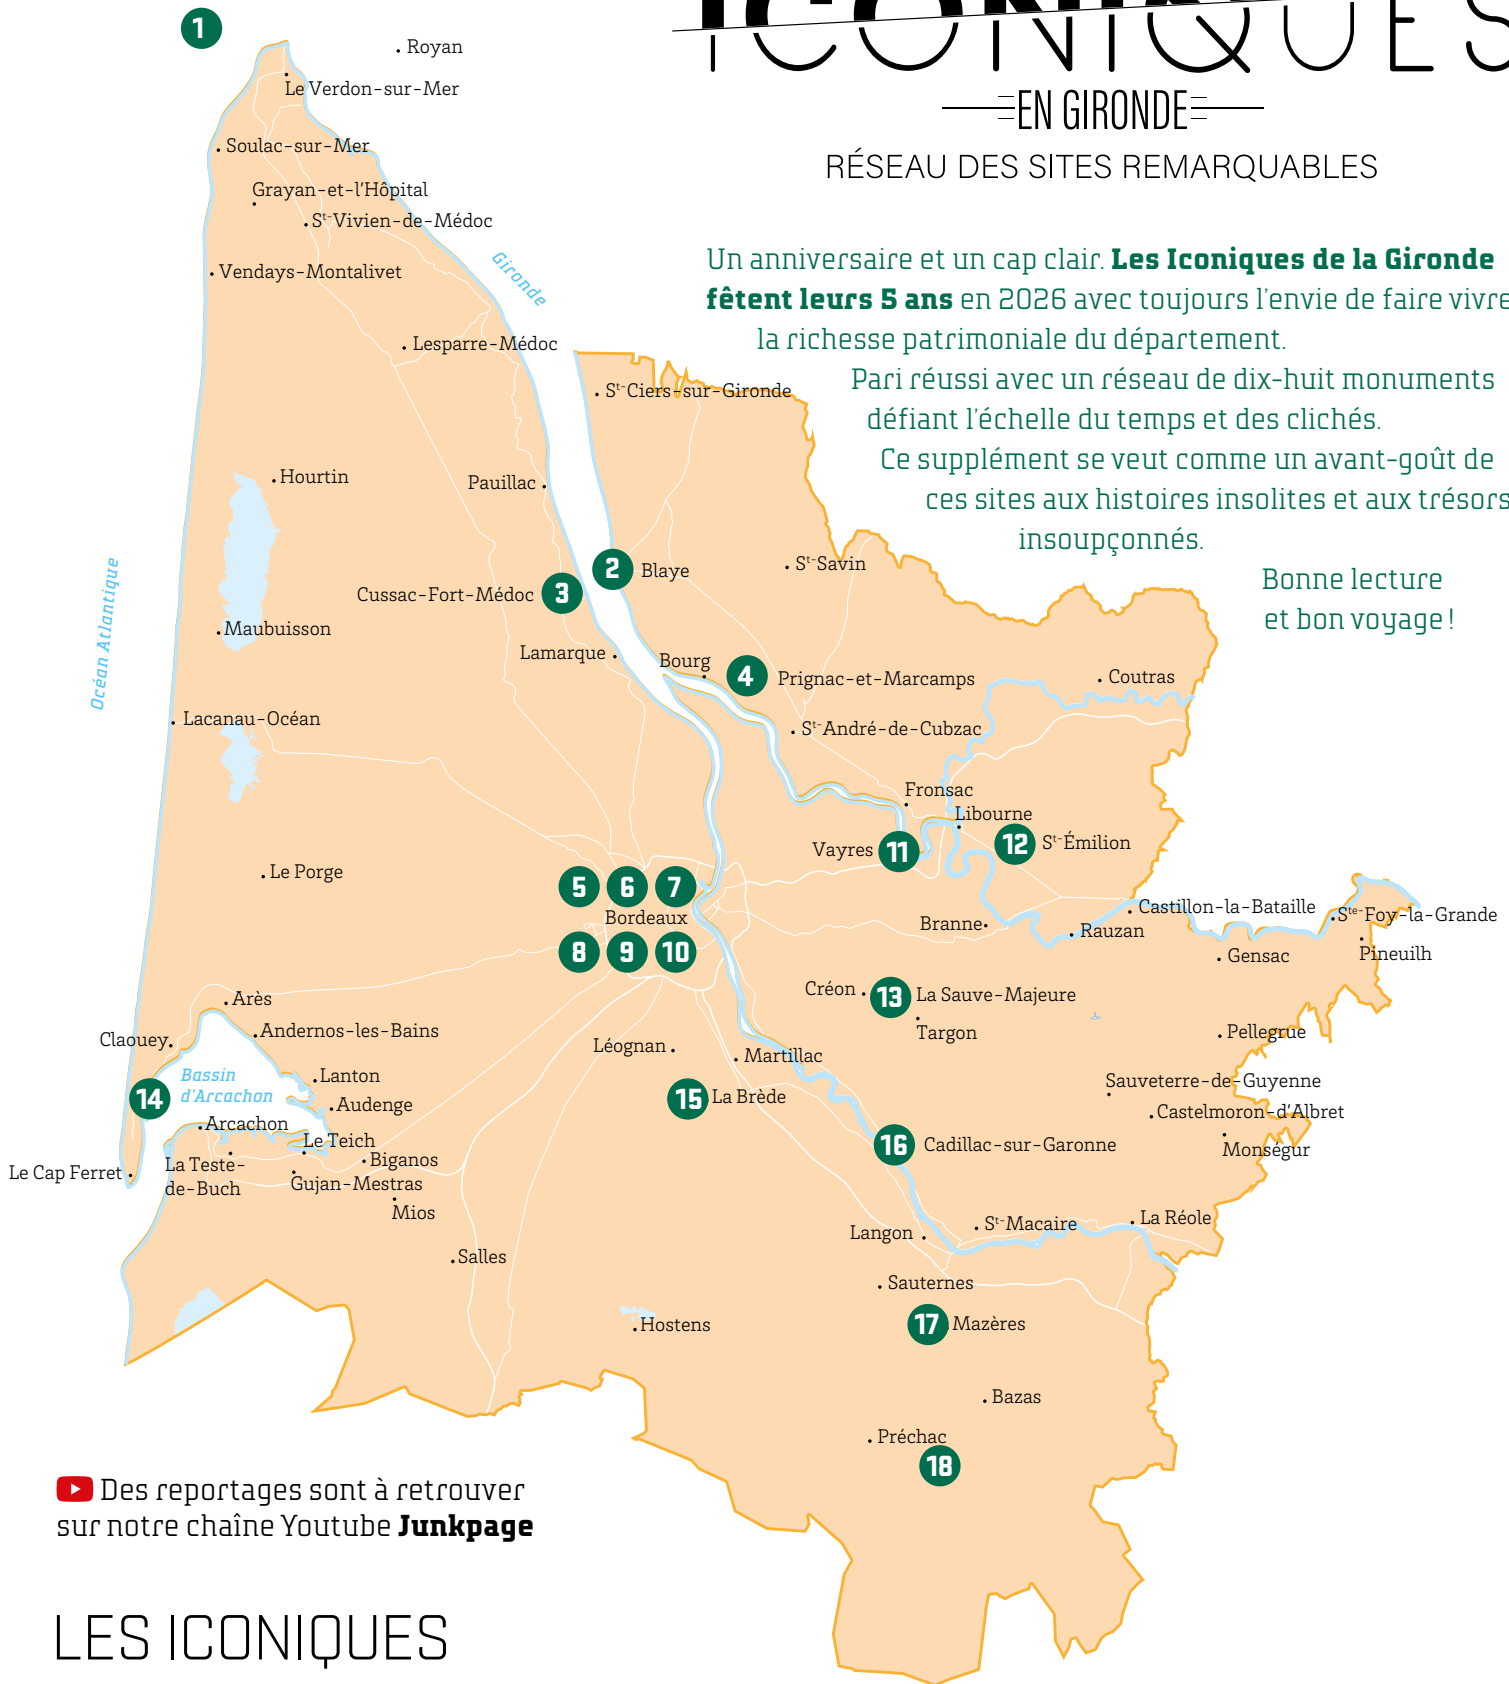 ICONIQUES
EN GIRONDE
RÉSEAU DES SITES REMARQUABLES
Un anniversaire et un cap clair. Les Iconiques de la Gironde
fêtent leurs 5 ans en 2026 avec toujours l'envie de faire vivre
la richesse patrimoniale du département.
Pari réussi avec un réseau de dix-huit monuments
défiant l'échelle du temps et des clichés.
Ce supplément se veut comme un avant-goût de
ces sites aux histoires insolites et aux trésors
insoupçonnés.
Bonne lecture
et bon voyage !
1
Royan
Le Verdon-sur-Mer
Soulac-sur-Mer
Grayan-et-l'Hôpital
St-Vivien-de-Médoc
Vendays-Montalivet
Gironde
Lesparre-Médoc
St-Ciers-sur-Gironde
Hourtin
Pauillac
2 Blaye
St-Savin
Cussac-Fort-Médoc 3
Océan Atlantique
Maubuisson
Lamarque
Bourg
4 Prignac-et-Marcamps
Coutras
Lacanau-Océan
St-André-de-Cubzac
Fronsac
Libourne
Vayres 11
12 St-Émilion
Le Porge
5 6 7
Bordeaux
8 9 10
Castillon-la-Bataille
Ste-Foy-la-Grande
Branne
Rauzan
Gensac
Pineuilh
Créon
13 La Sauve-Majeure
Targon
Arès
Andernos-les-Bains
Claouey
Léognan
Martillac
Pellegrue
Bassin
d'Arcachon
14
Lanton
Audenge
15 La Brède
Sauveterre-de-Guyenne
Castelmoron-d'Albret
Monségur
Arcachon
Le Teich
Biganos
16 Cadillac-sur-Garonne
Le Cap Ferret
La Teste-
de-Buch
Gujan-Mestras
Mios
Langon
St-Macaire
La Réole
Salles
Sauternes
Hostens
17 Mazères
Bazas
Préchac
18
Des reportages sont à retrouver
sur notre chaîne Youtube Junkpage
LES ICONIQUES